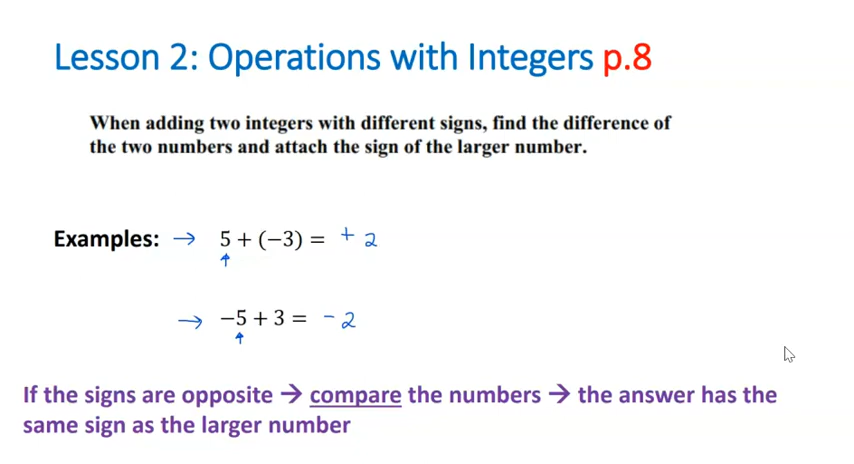 Lesson 2: Operations with Integers p.8
When adding two integers with different signs, find the difference of
the two numbers and attach the sign of the larger number.
Examples: → 5 + (−3) = + 2
↑
→ −5 + 3 = − 2
↑
If the signs are opposite → compare the numbers → the answer has the
same sign as the larger number